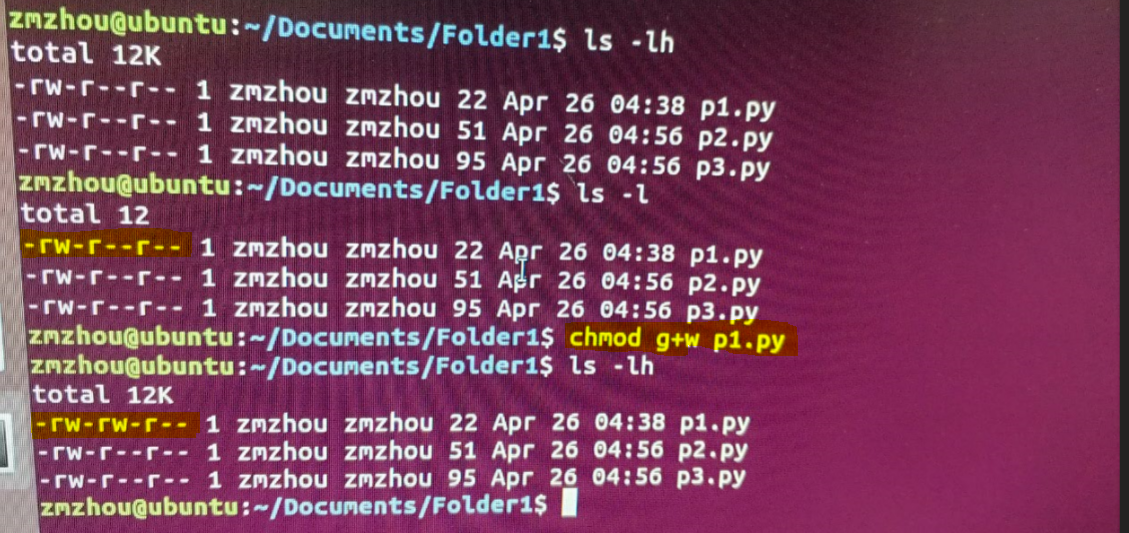 zmzhou@ubuntu:~/Documents/Folder1$ ls -lh
total 12K
-rw-r--r-- 1 zmzhou zmzhou 22 Apr 26 04:38 p1.py
-rw-r--r-- 1 zmzhou zmzhou 51 Apr 26 04:56 p2.py
-rw-r--r-- 1 zmzhou zmzhou 95 Apr 26 04:56 p3.py
zmzhou@ubuntu:~/Documents/Folder1$ ls -l
total 12
-rw-r--r-- 1 zmzhou zmzhou 22 Apr 26 04:38 p1.py
-rw-r--r-- 1 zmzhou zmzhou 51 Apr 26 04:56 p2.py
-rw-r--r-- 1 zmzhou zmzhou 95 Apr 26 04:56 p3.py
zmzhou@ubuntu:~/Documents/Folder1$ chmod g+w p1.py
zmzhou@ubuntu:~/Documents/Folder1$ ls -lh
total 12K
-rw-rw-r-- 1 zmzhou zmzhou 22 Apr 26 04:38 p1.py
-rw-r--r-- 1 zmzhou zmzhou 51 Apr 26 04:56 p2.py
-rw-r--r-- 1 zmzhou zmzhou 95 Apr 26 04:56 p3.py
zmzhou@ubuntu:~/Documents/Folder1$